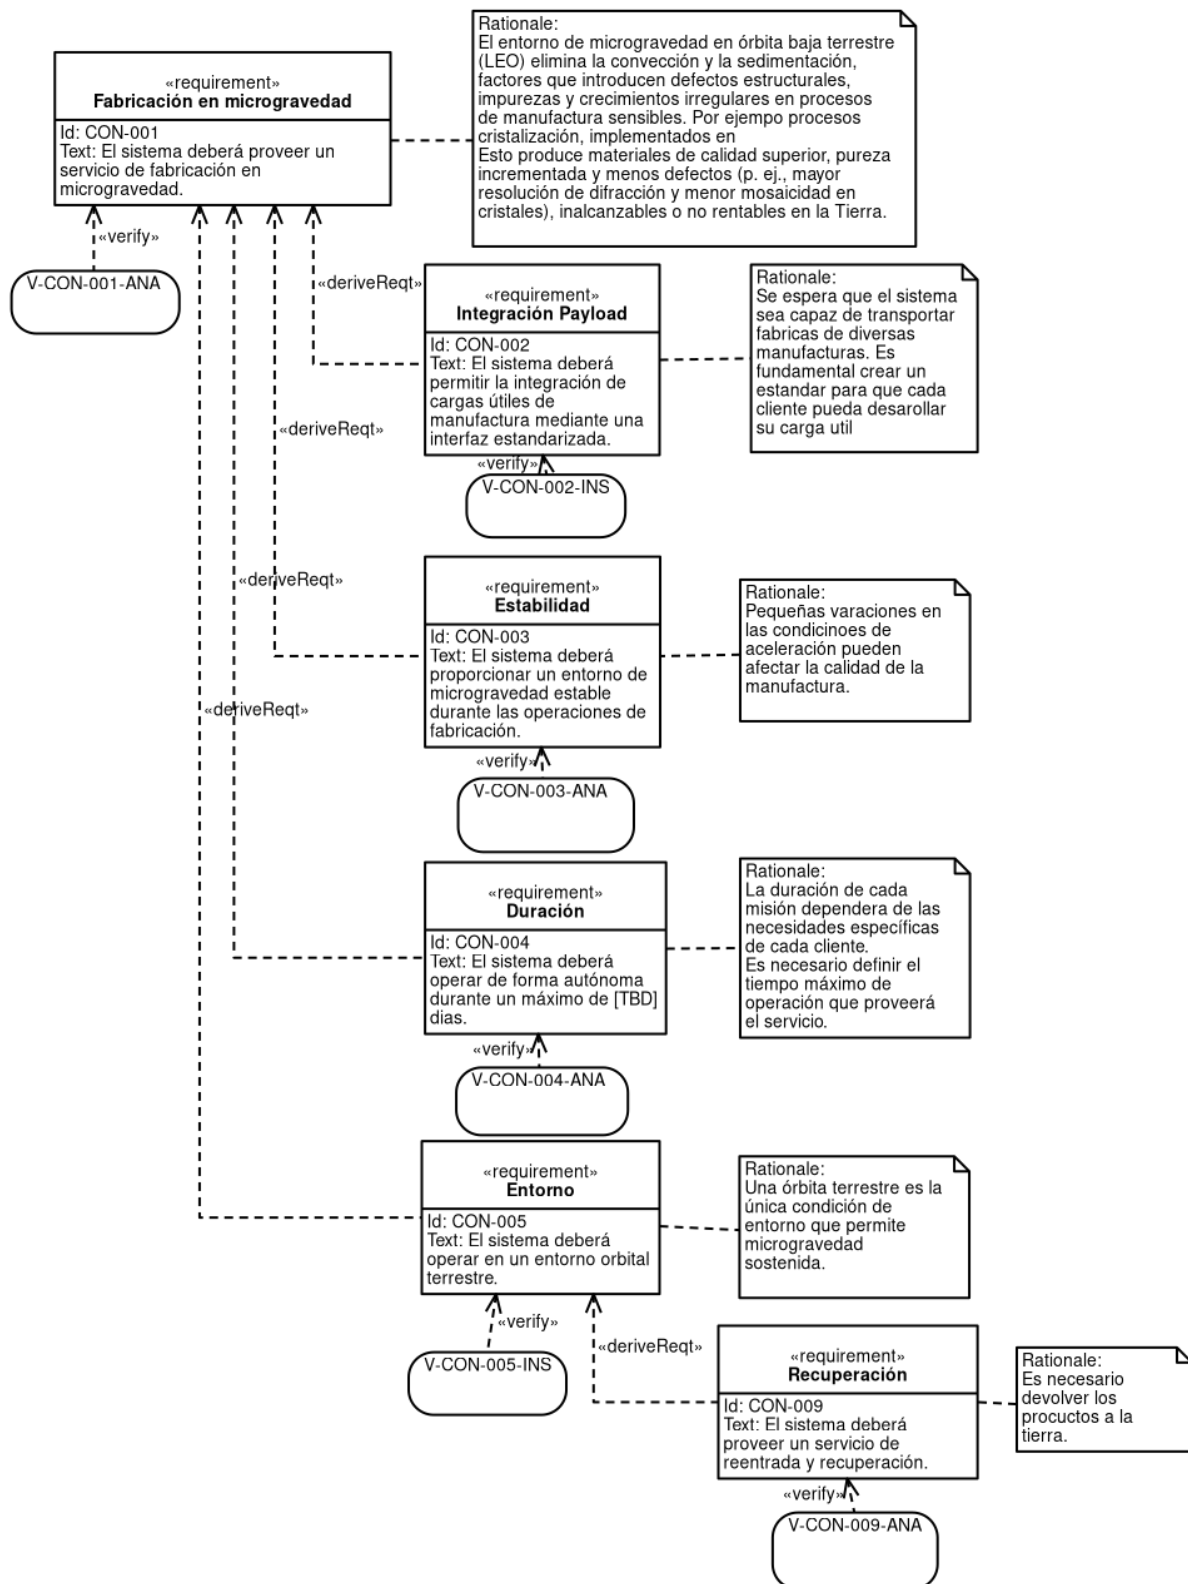 «requirement»
Fabricación en microgravedad
Id: CON-001
Text: El sistema deberá proveer un
servicio de fabricación en
microgravedad.
Rationale:
El entorno de microgravedad en órbita baja terrestre
(LEO) elimina la convección y la sedimentación,
factores que introducen defectos estructurales,
impurezas y crecimientos irregulares en procesos
de manufactura sensibles. Por ejempo procesos
cristalización, implementados en
Esto produce materiales de calidad superior, pureza
incrementada y menos defectos (p. ej., mayor
resolución de difracción y menor mosaicidad en
cristales), inalcanzables o no rentables en la Tierra.
«verify»
V-CON-001-ANA
«deriveReqt»
«requirement»
Integración Payload
Id: CON-002
Text: El sistema deberá
permitir la integración de
cargas útiles de
manufactura mediante una
interfaz estandarizada.
Rationale:
Se espera que el sistema
sea capaz de transportar
fabricas de diversas
manufacturas. Es
fundamental crear un
estandar para que cada
cliente pueda desarollar
su carga util
«deriveReqt»
«verify»
V-CON-002-INS
«deriveReqt»
«requirement»
Estabilidad
Id: CON-003
Text: El sistema deberá
proporcionar un entorno de
microgravedad estable
durante las operaciones de
fabricación.
Rationale:
Pequeñas varaciones en
las condicinoes de
aceleración pueden
afectar la calidad de la
manufactura.
«deriveReqt»
«verify»
V-CON-003-ANA
«requirement»
Duración
Id: CON-004
Text: El sistema deberá
operar de forma autónoma
durante un máximo de [TBD]
dias.
Rationale:
La duración de cada
misión dependera de las
necesidades específicas
de cada cliente.
Es necesario definir el
tiempo máximo de
operación que proveerá
el servicio.
«verify»
V-CON-004-ANA
«requirement»
Entorno
Id: CON-005
Text: El sistema deberá
operar en un entorno orbital
terrestre.
Rationale:
Una órbita terrestre es la
única condición de
entorno que permite
microgravedad
sostenida.
«verify»
V-CON-005-INS
«deriveReqt»
«requirement»
Recuperación
Id: CON-009
Text: El sistema deberá
proveer un servicio de
reentrada y recuperación.
Rationale:
Es necesario
devolver los
procuctos a la
tierra.
«verify»
V-CON-009-ANA